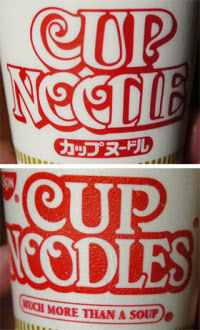 CUP
NOODLE
カップヌードル
CUP
NOODLES
MUCH MORE THAN A SOUP